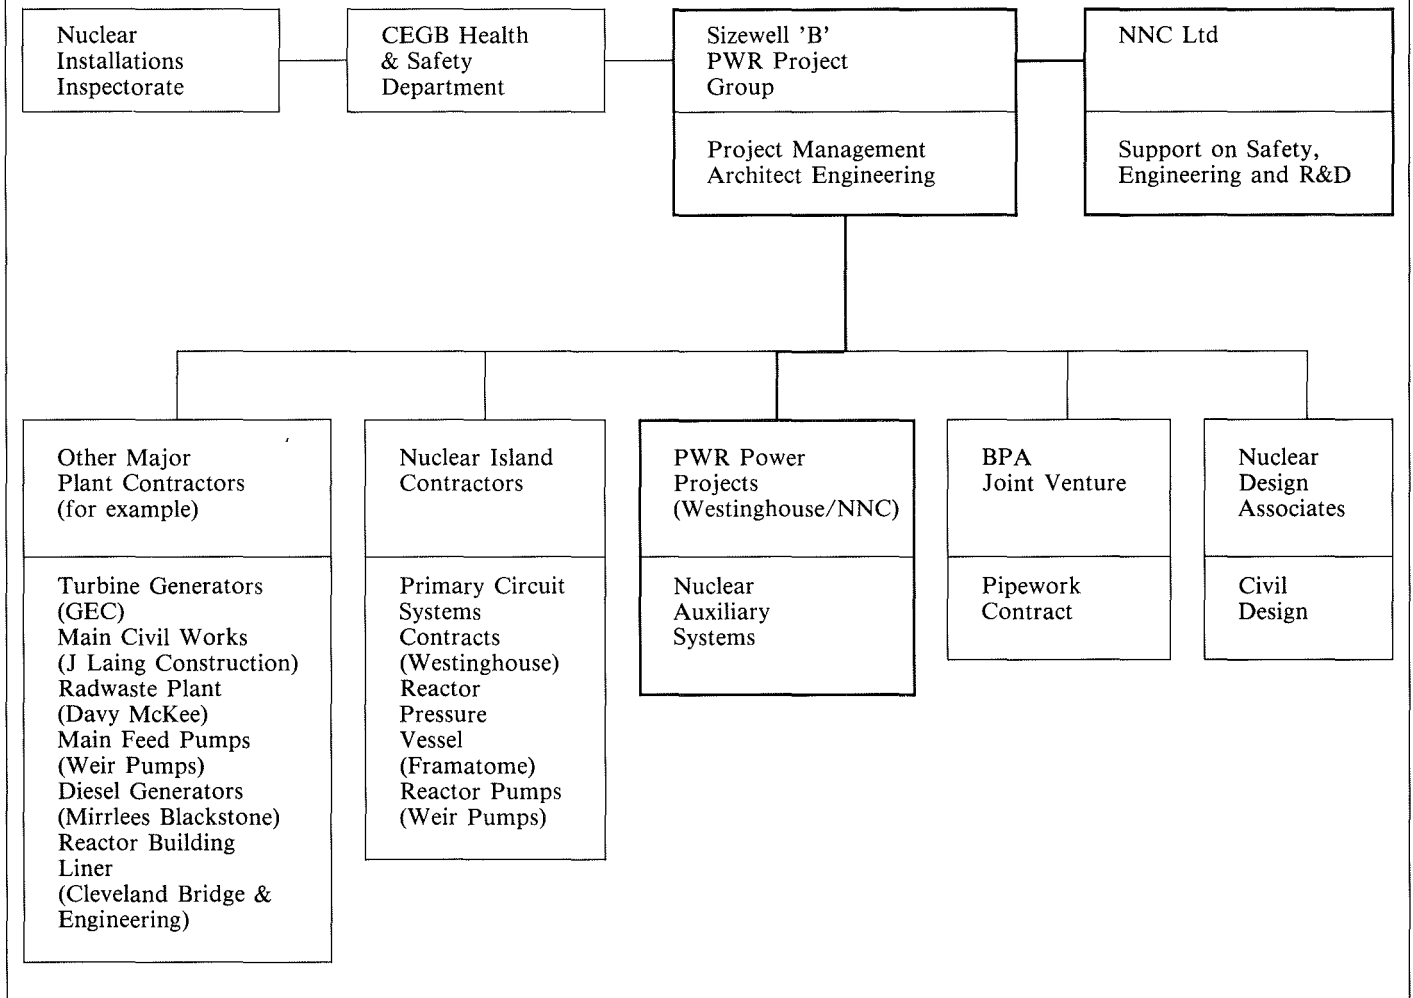 Nuclear
Installations
Inspectorate
CEGB Health
& Safety
Department
Sizewell 'B'
PWR Project
Group
Project Management
Architect Engineering
NNC Ltd
Support on Safety,
Engineering and R&D
Other Major
Plant Contractors
(for example)
Turbine Generators
(GEC)
Main Civil Works
(J Laing Construction)
Radwaste Plant
(Davy McKee)
Main Feed Pumps
(Weir Pumps)
Diesel Generators
(Mirrlees Blackstone)
Reactor Building
Liner
(Cleveland Bridge &
Engineering)
Nuclear Island
Contractors
Primary Circuit
Systems
Contracts
(Westinghouse)
Reactor
Pressure
Vessel
(Framatome)
Reactor Pumps
(Weir Pumps)
PWR Power
Projects
(Westinghouse/NNC)
Nuclear
Auxiliary
Systems
BPA
Joint Venture
Pipework
Contract
Nuclear
Design
Associates
Civil
Design